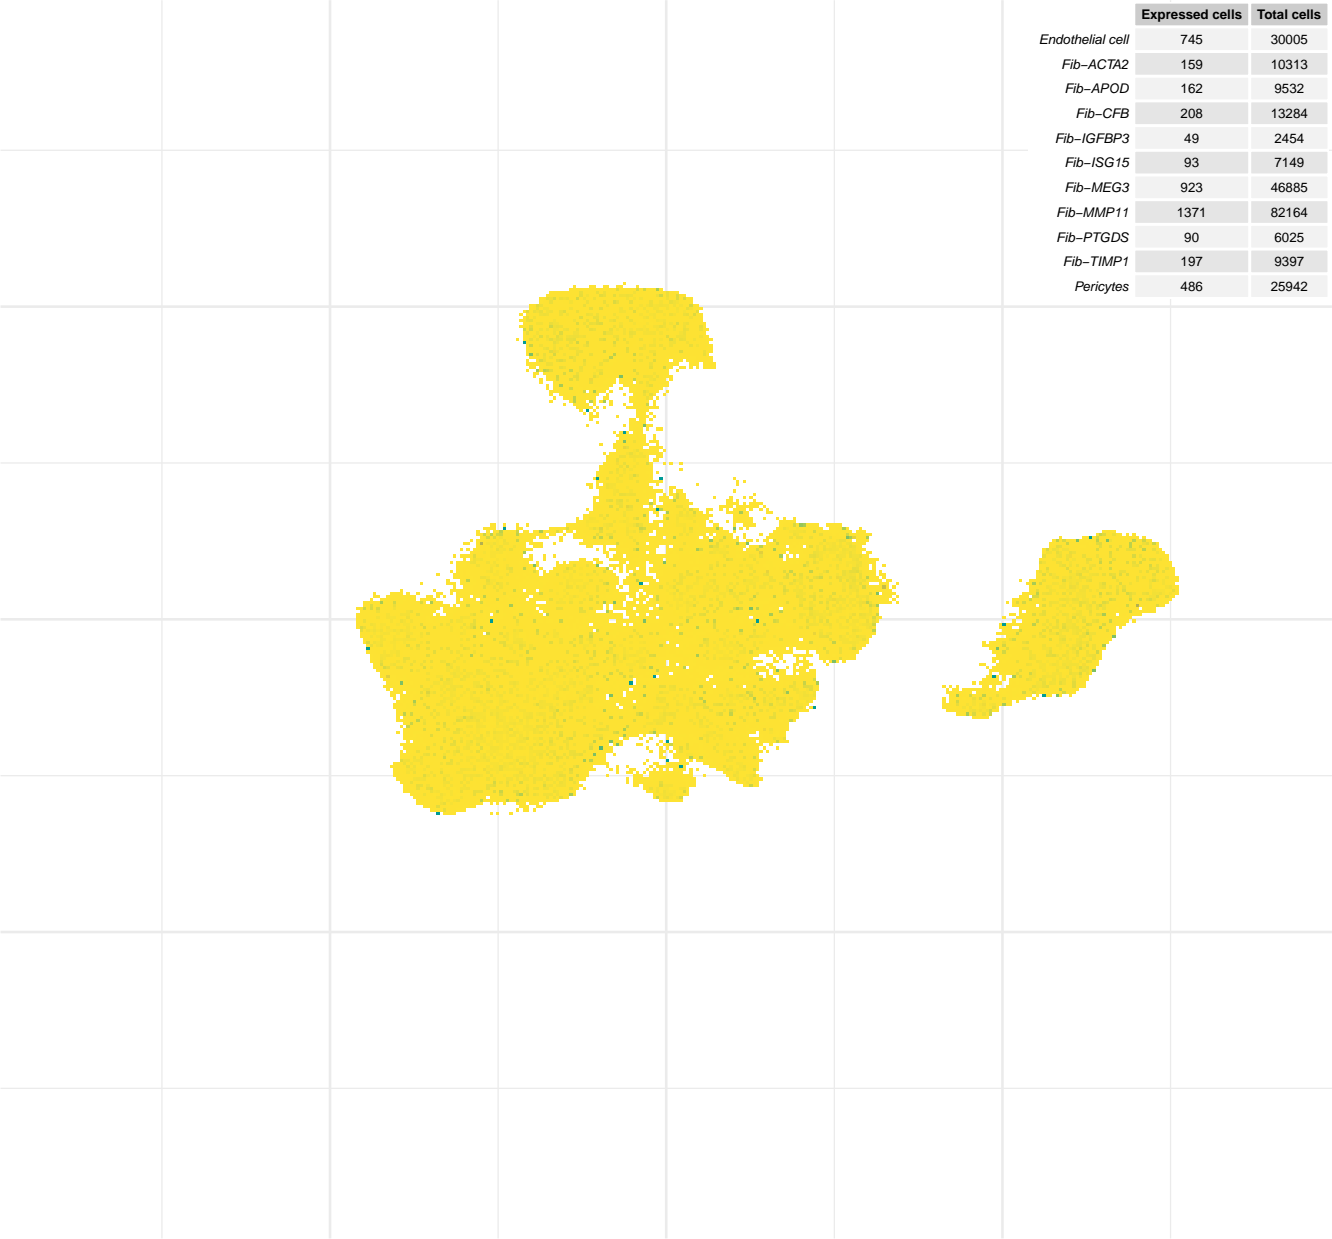 Expressed cells Total cells
Endothelial cell 745 30005
Fib−ACTA2 159 10313
Fib−APOD 162 9532
Fib−CFB 208 13284
Fib−IGFBP3 49 2454
Fib−ISG15 93 7149
Fib−MEG3 923 46885
Fib−MMP11 1371 82164
Fib−PTGDS 90 6025
Fib−TIMP1 197 9397
Pericytes 486 25942